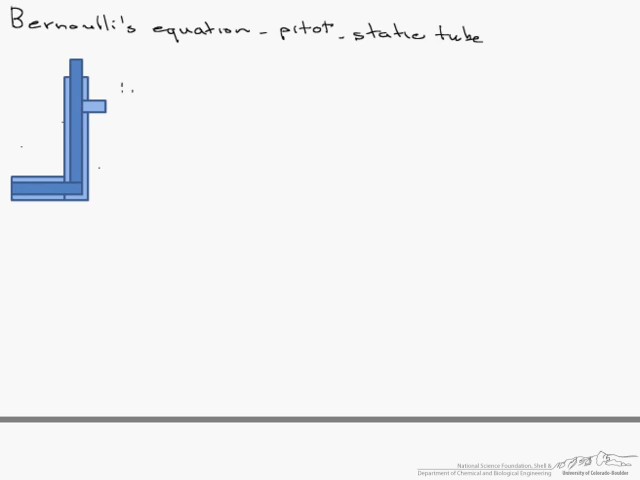 Bernoulli's equation - pitot - static tube
National Science Foundation, Shell &
Department of Chemical and Biological Engineering
University of Colorado-Boulder